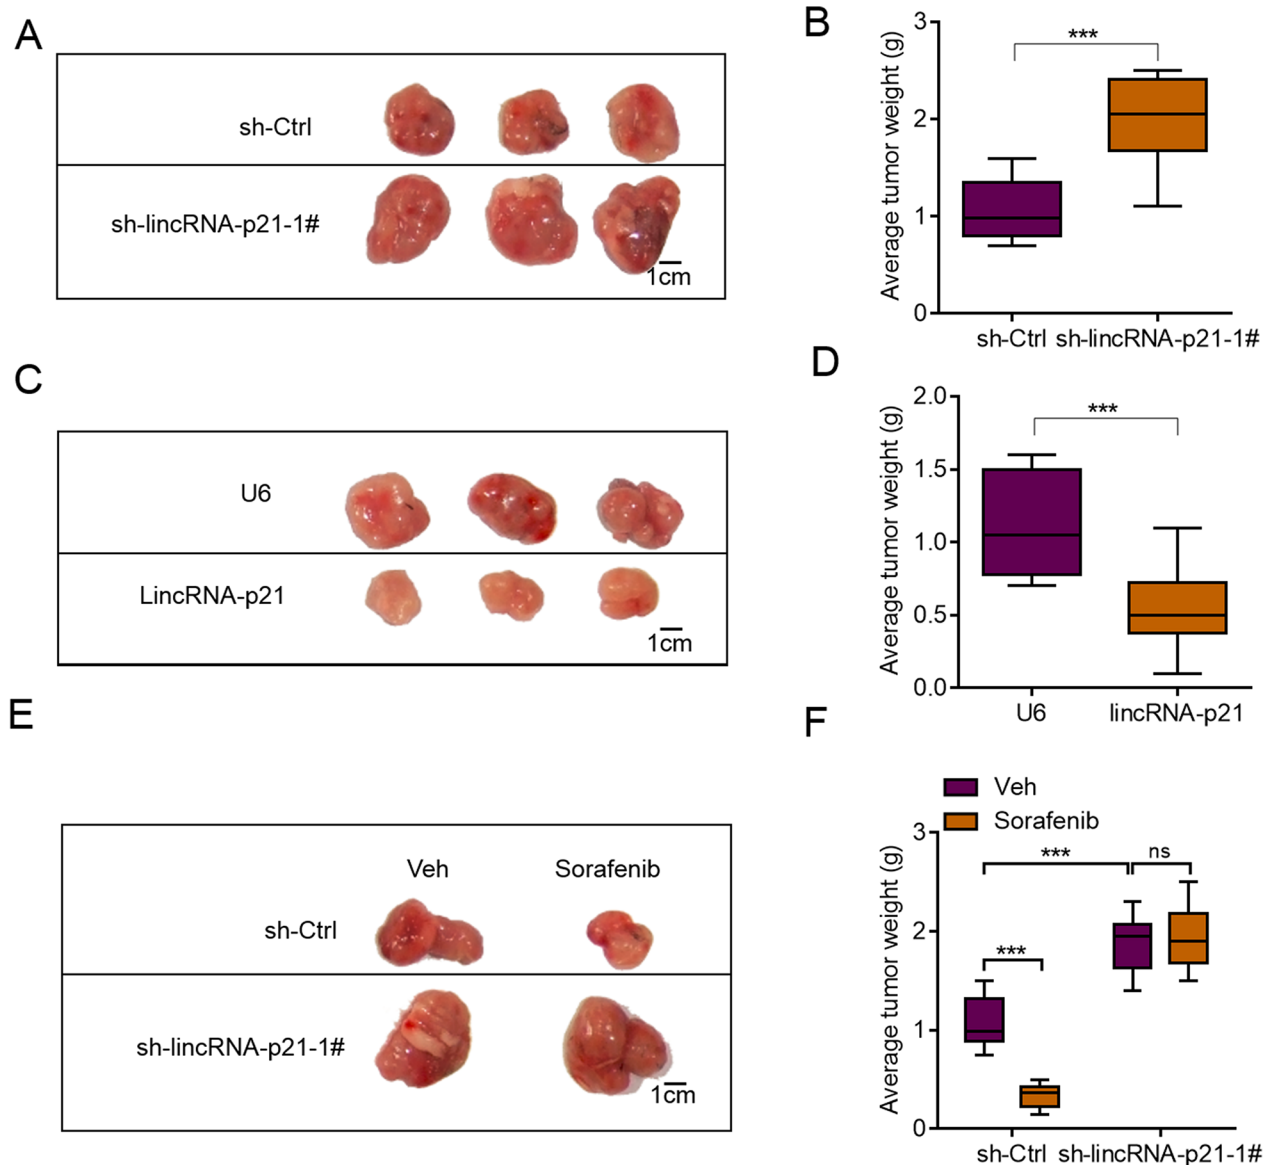 A
sh-Ctrl
sh-lincRNA-p21-1#
1cm
B
Average tumor weight (g)
3
2
1
0
***
sh-Ctrl sh-lincRNA-p21-1#
C
U6
LincRNA-p21
1cm
D
Average tumor weight (g)
2.0
1.5
1.0
0.5
0.0
***
U6 lincRNA-p21
E
Veh Sorafenib
sh-Ctrl
sh-lincRNA-p21-1#
1cm
F
Veh
Sorafenib
Average tumor weight (g)
3
2
1
0
*** ns
***
sh-Ctrl sh-lincRNA-p21-1#